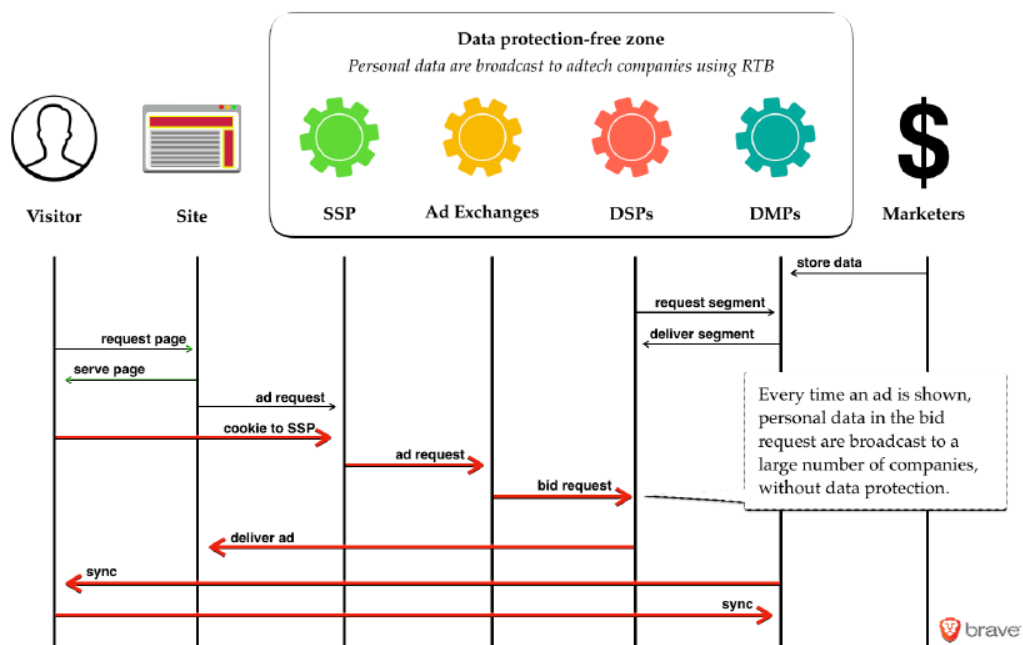 Data protection-free zone
Personal data are broadcast to adtech companies using RTB
Visitor
Site
SSP
Ad Exchanges
DSPs
DMPs
Marketers
$
store data
request segment
deliver segment
request page
serve page
ad request
cookie to SSP
ad request
bid request
Every time an ad is shown,
personal data in the bid
request are broadcast to a
large number of companies,
without data protection.
deliver ad
sync
sync
brave